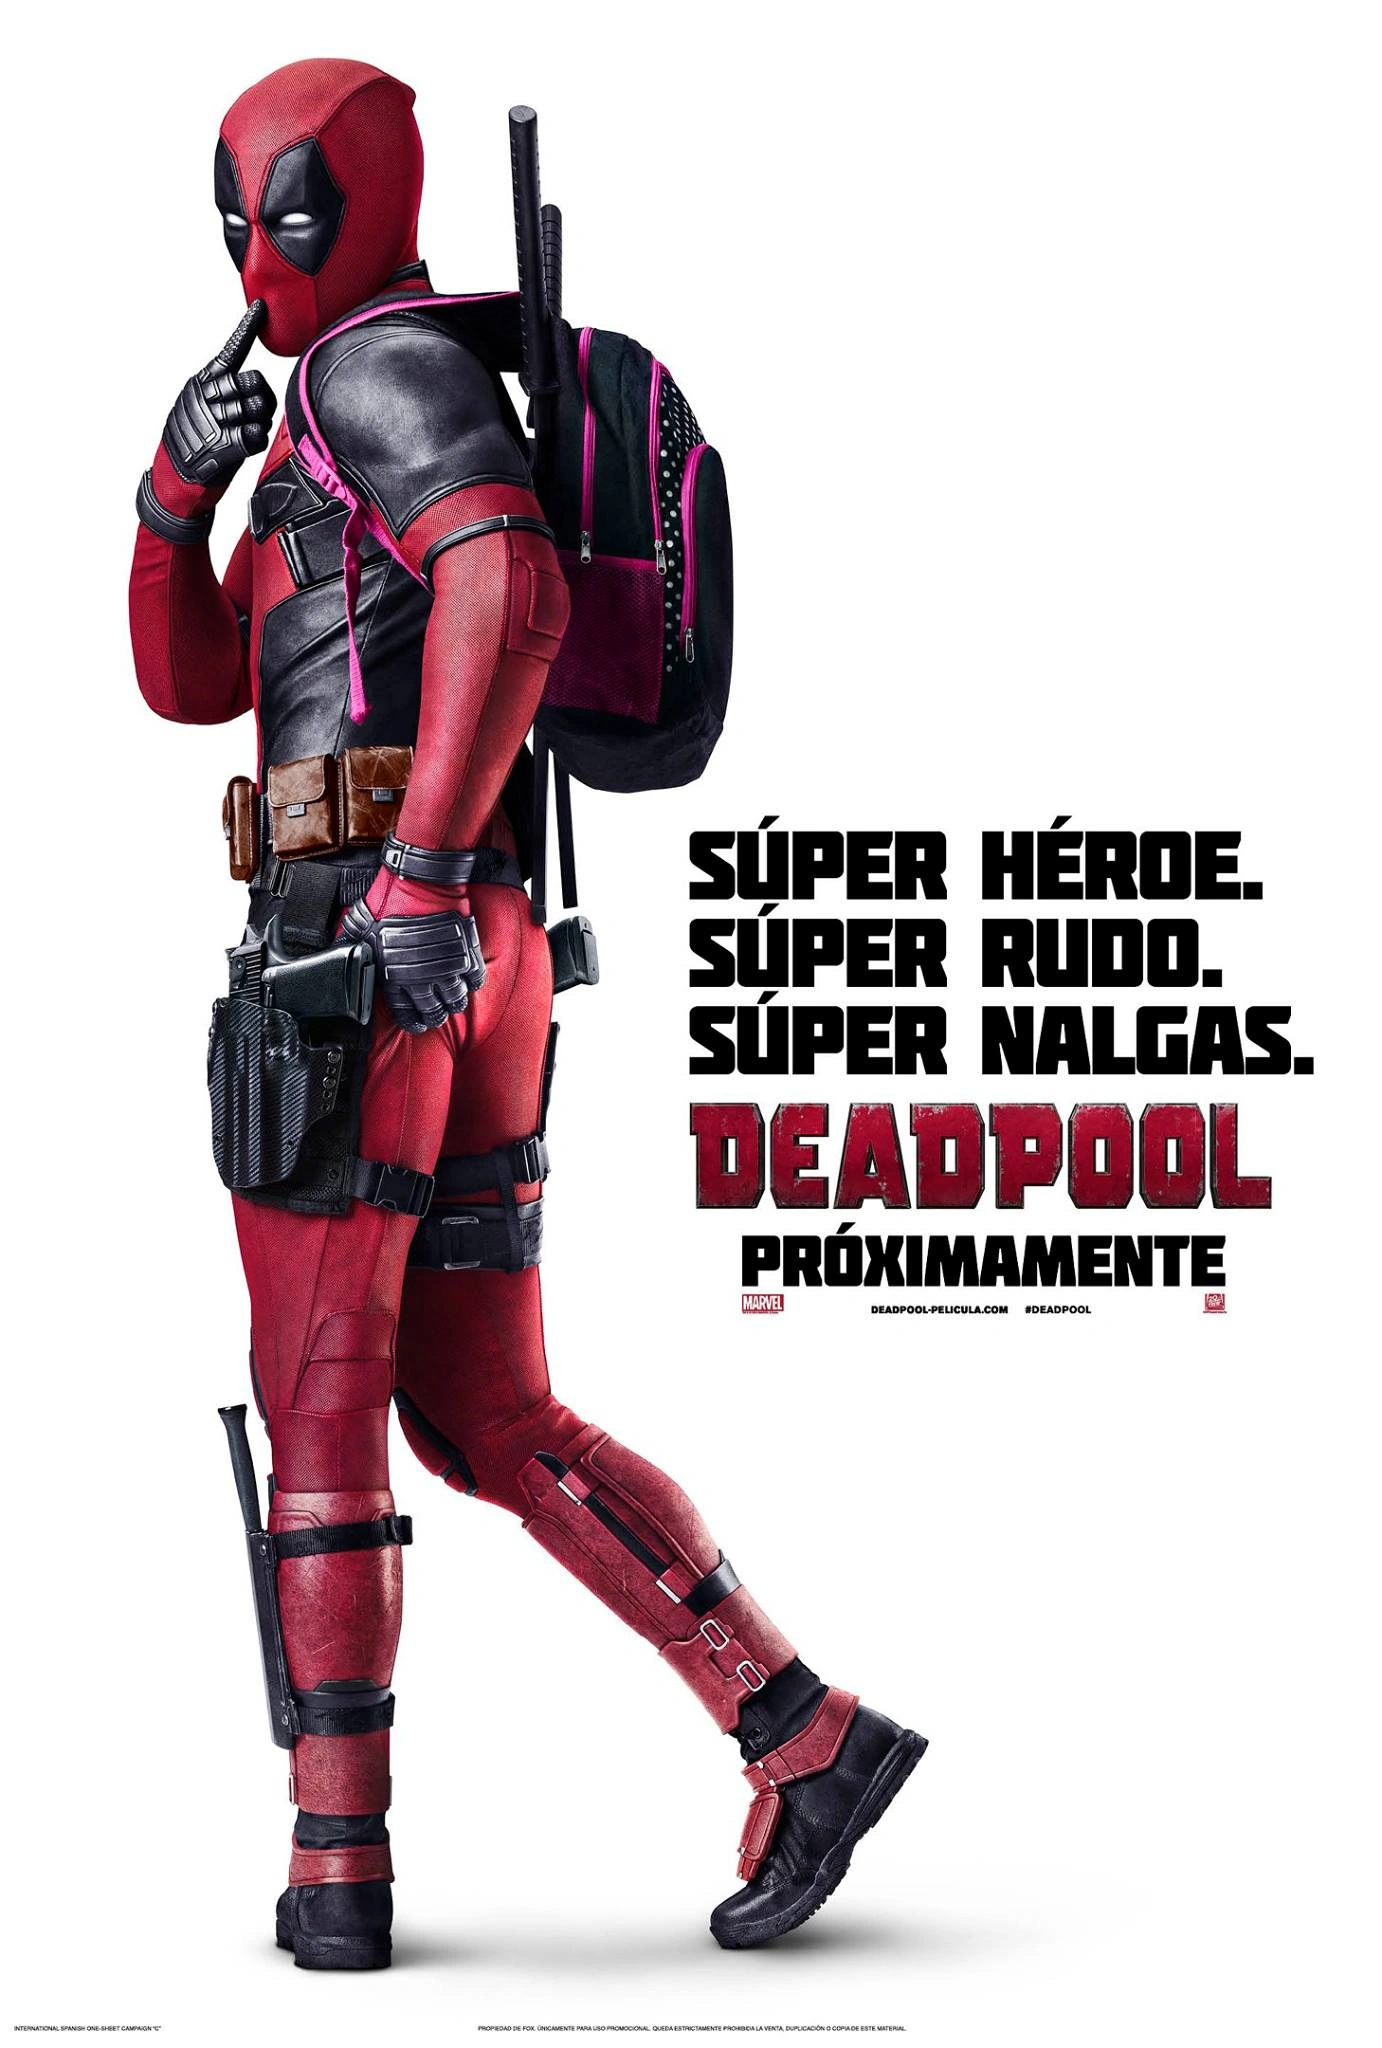 SÚPER HÉROE.
SÚPER RUDO.
SÚPER NALGAS.
DEADPOOL
PRÓXIMAMENTE
MARVEL
DEADPOOL-PELICULA.COM #DEADPOOL
INTERNATIONAL SPANISH ONE-SHEET CAMPAIGN "C"
PROPIEDAD DE FOX. ÚNICAMENTE PARA USO PROMOCIONAL. QUEDA ESTRICTAMENTE PROHIBIDA LA VENTA, DUPLICACIÓN O COPIA DE ESTE MATERIAL.